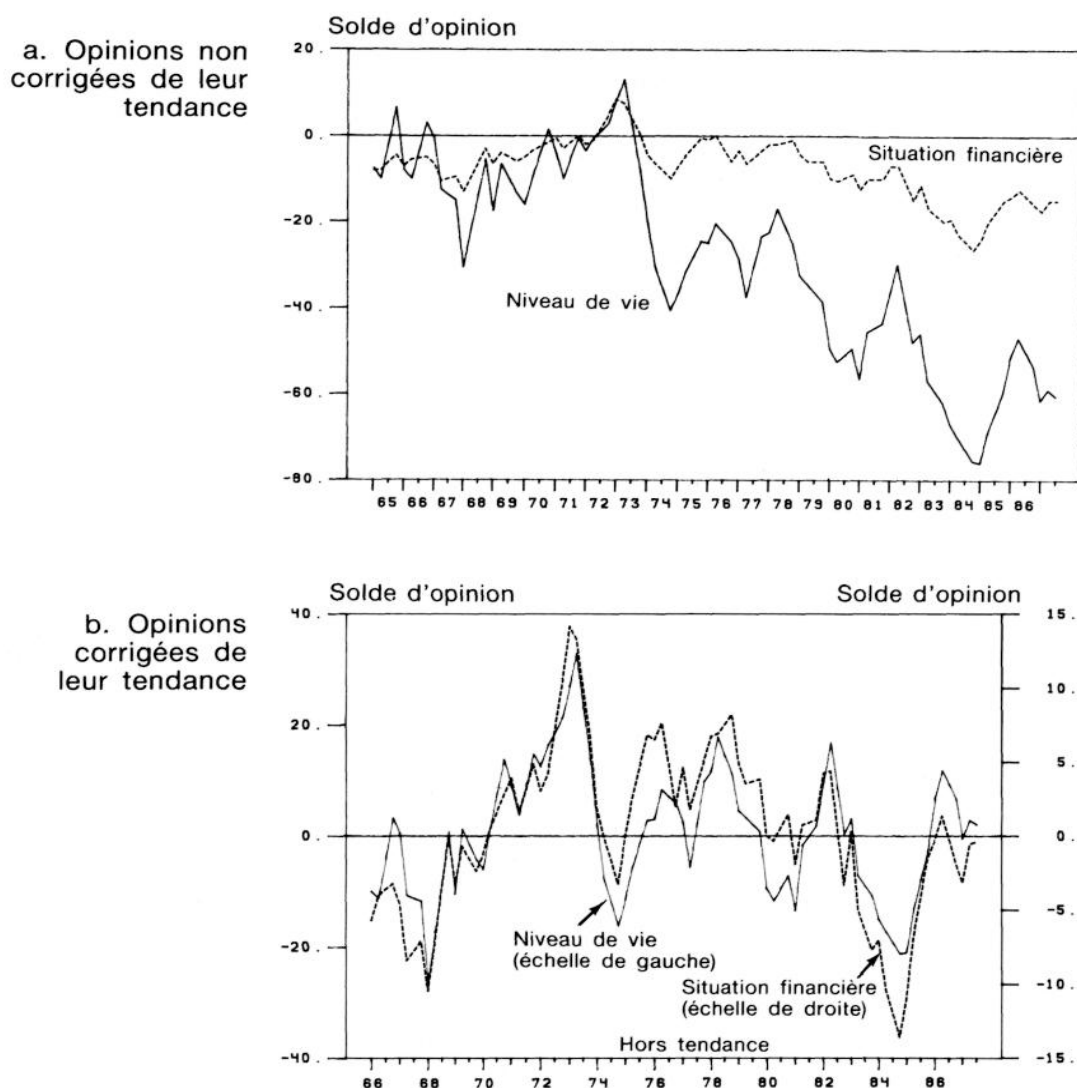 a. Opinions non
corrigées de leur
tendance
Solde d'opinion
20.
0.
-20.
-40.
-60.
-80.
Situation financière
Niveau de vie
65 66 67 68 69 70 71 72 73 74 75 76 77 78 80 81 82 83 84 85 86
b. Opinions
corrigées de
leur tendance
Solde d'opinion
Solde d'opinion
40.
20.
0.
-20.
-40.
15.
10.
5.
0.
-5.
-10.
-15.
Niveau de vie
(échelle de gauche)
Situation financière
(échelle de droite)
Hors tendance
66 68 70 72 74 76 78 80 82 84 86